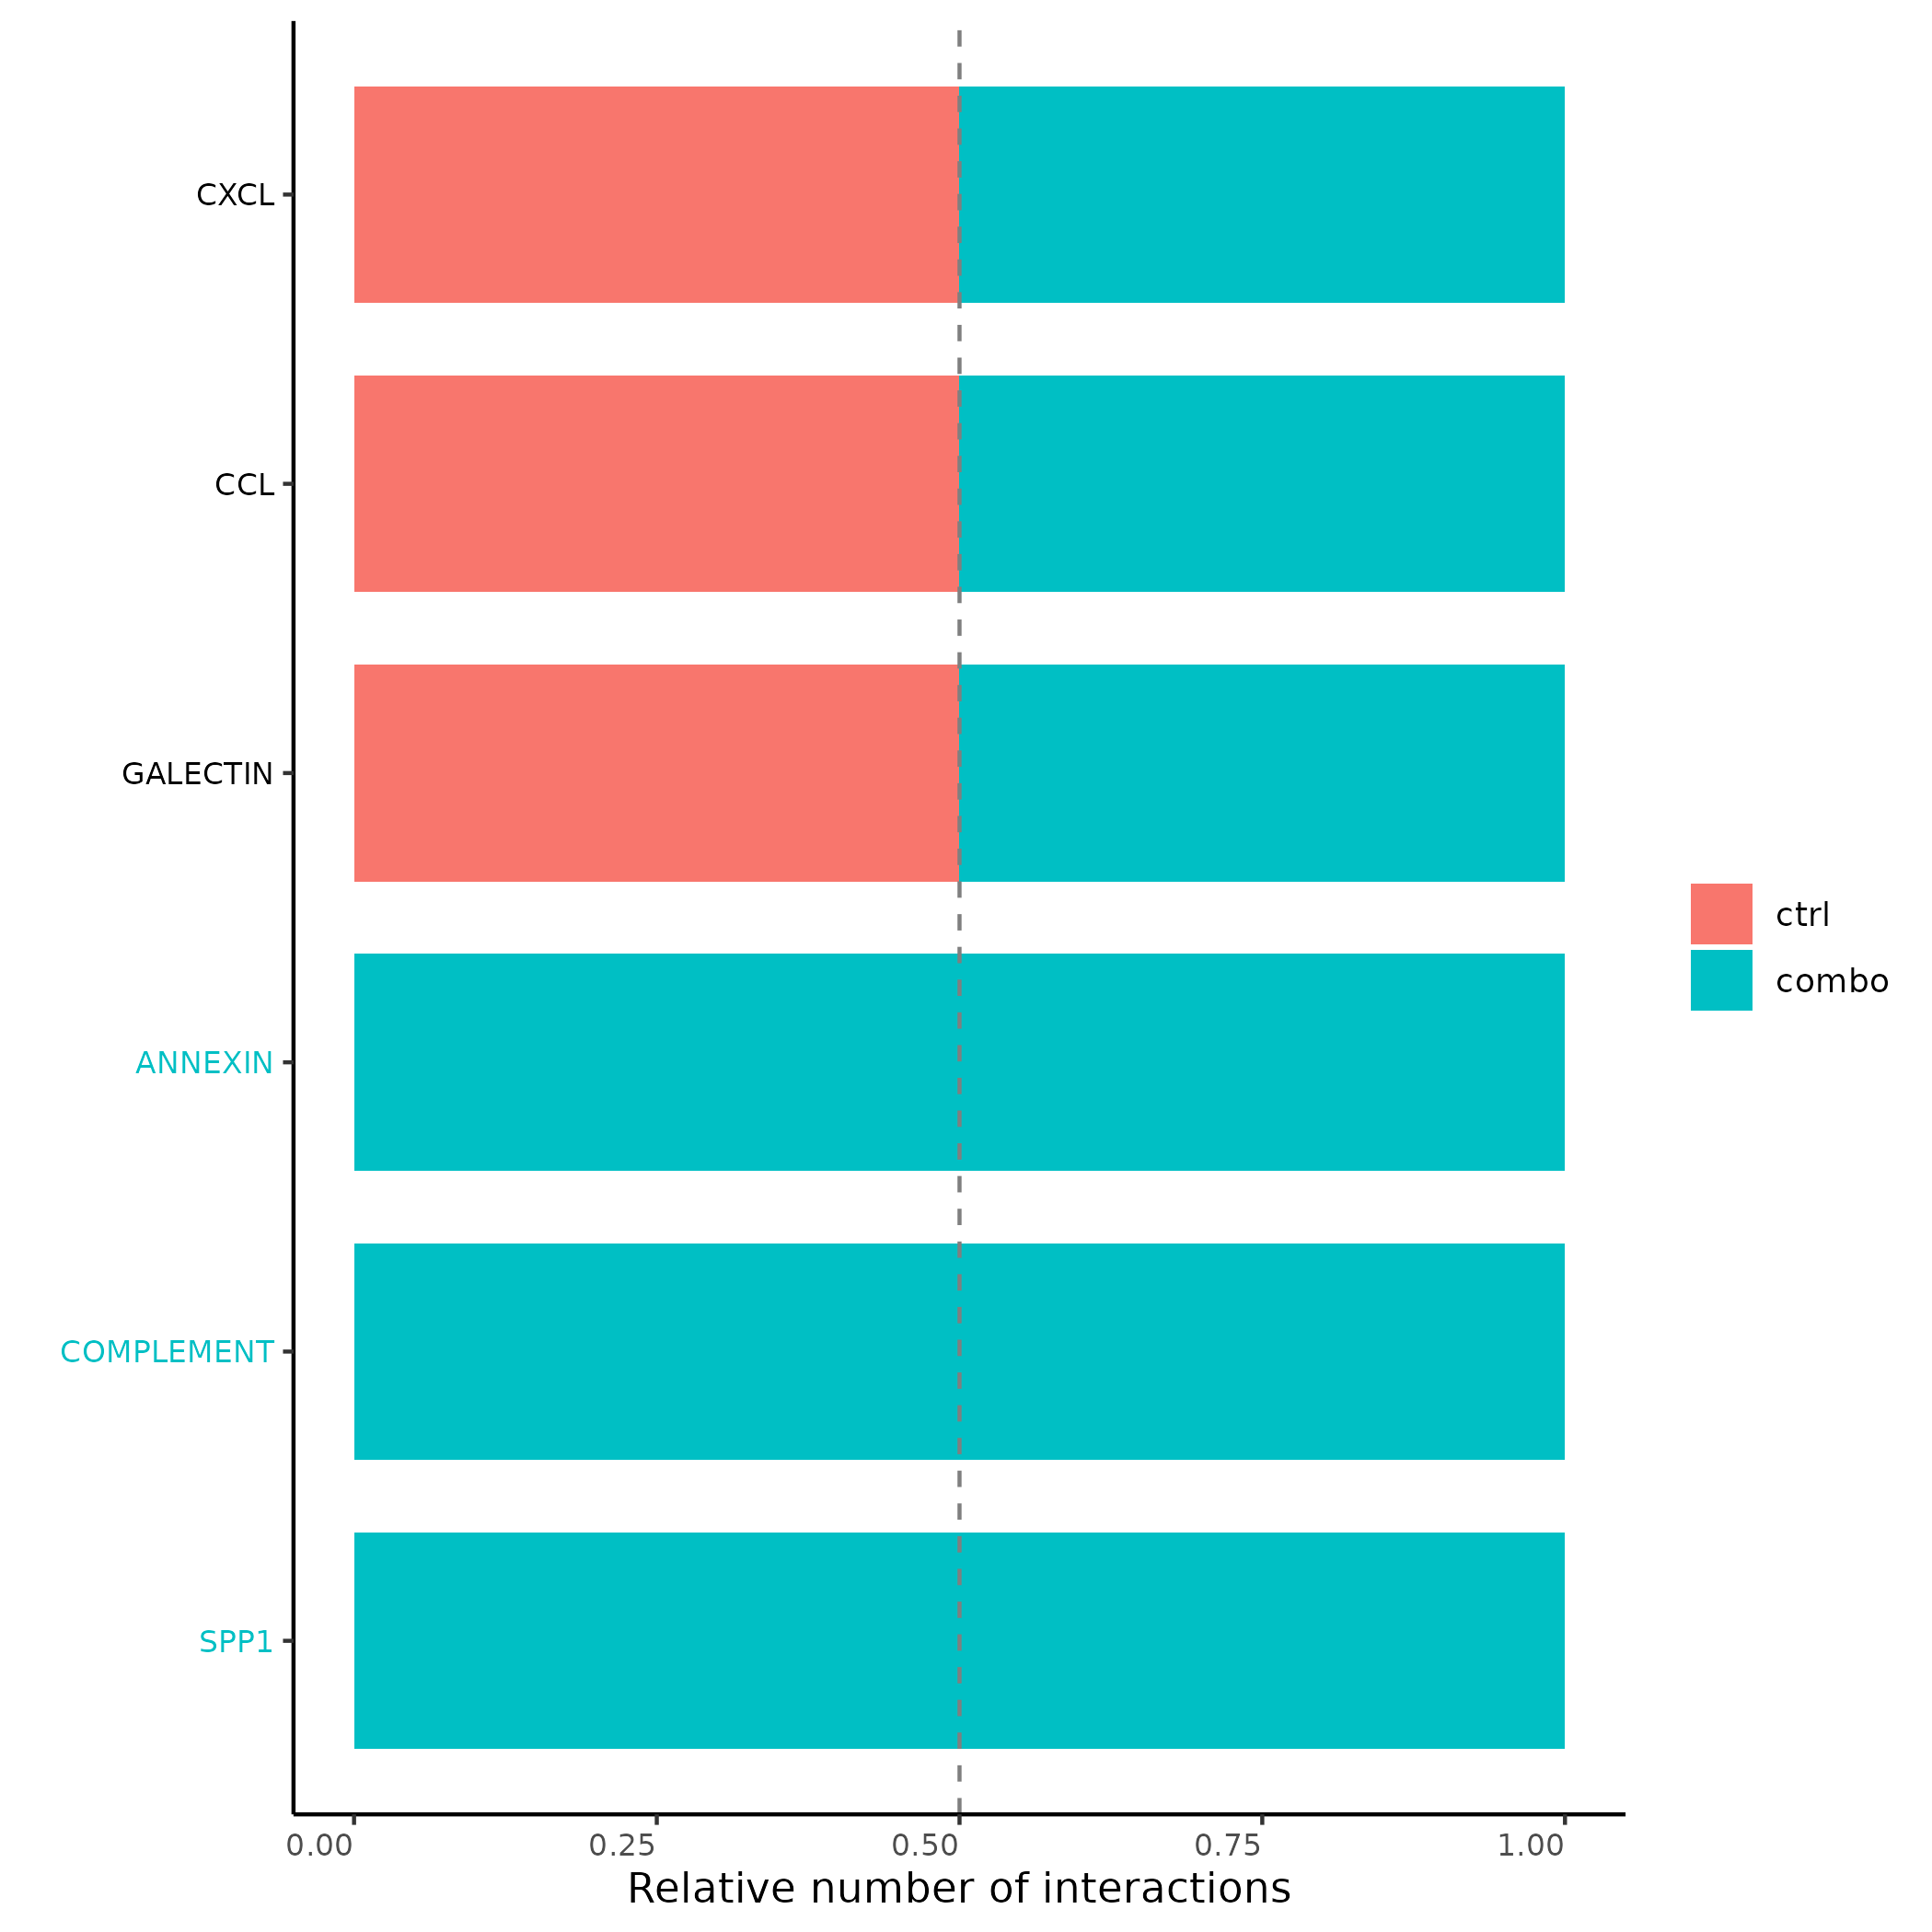 CXCL
CCL
GALECTIN
ANNEXIN
COMPLEMENT
SPP1
0.00 0.25 0.50 0.75 1.00
Relative number of interactions
ctrl
combo